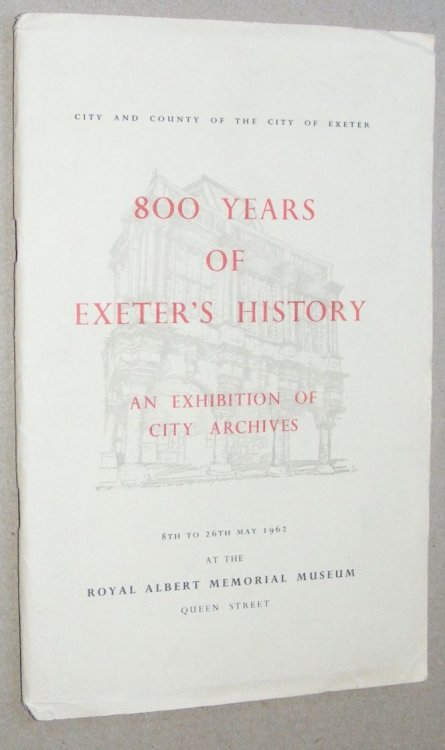 CITY AND COUNTY OF THE CITY OF EXETER
800 YEARS
OF
EXETER'S HISTORY
AN EXHIBITION OF
CITY ARCHIVES
8TH TO 26TH MAY 1962
AT THE
ROYAL ALBERT MEMORIAL MUSEUM
QUEEN STREET